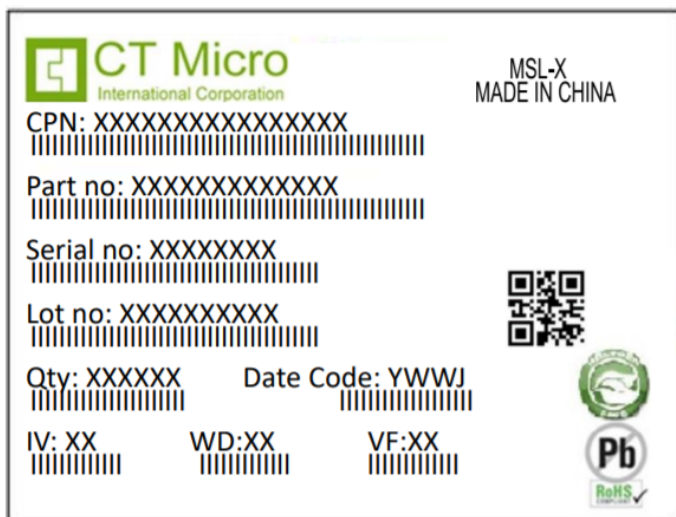 CT Micro
International Corporation
MSL-X
MADE IN CHINA
CPN: XXXXXXXXXXXXXXXX
Part no: XXXXXXXXXXXXX
Serial no: XXXXXXXX
Lot no: XXXXXXXXXX
Qty: XXXXXX Date Code: YWWJ
IV: XX WD:XX VF:XX
Pb
RoHS